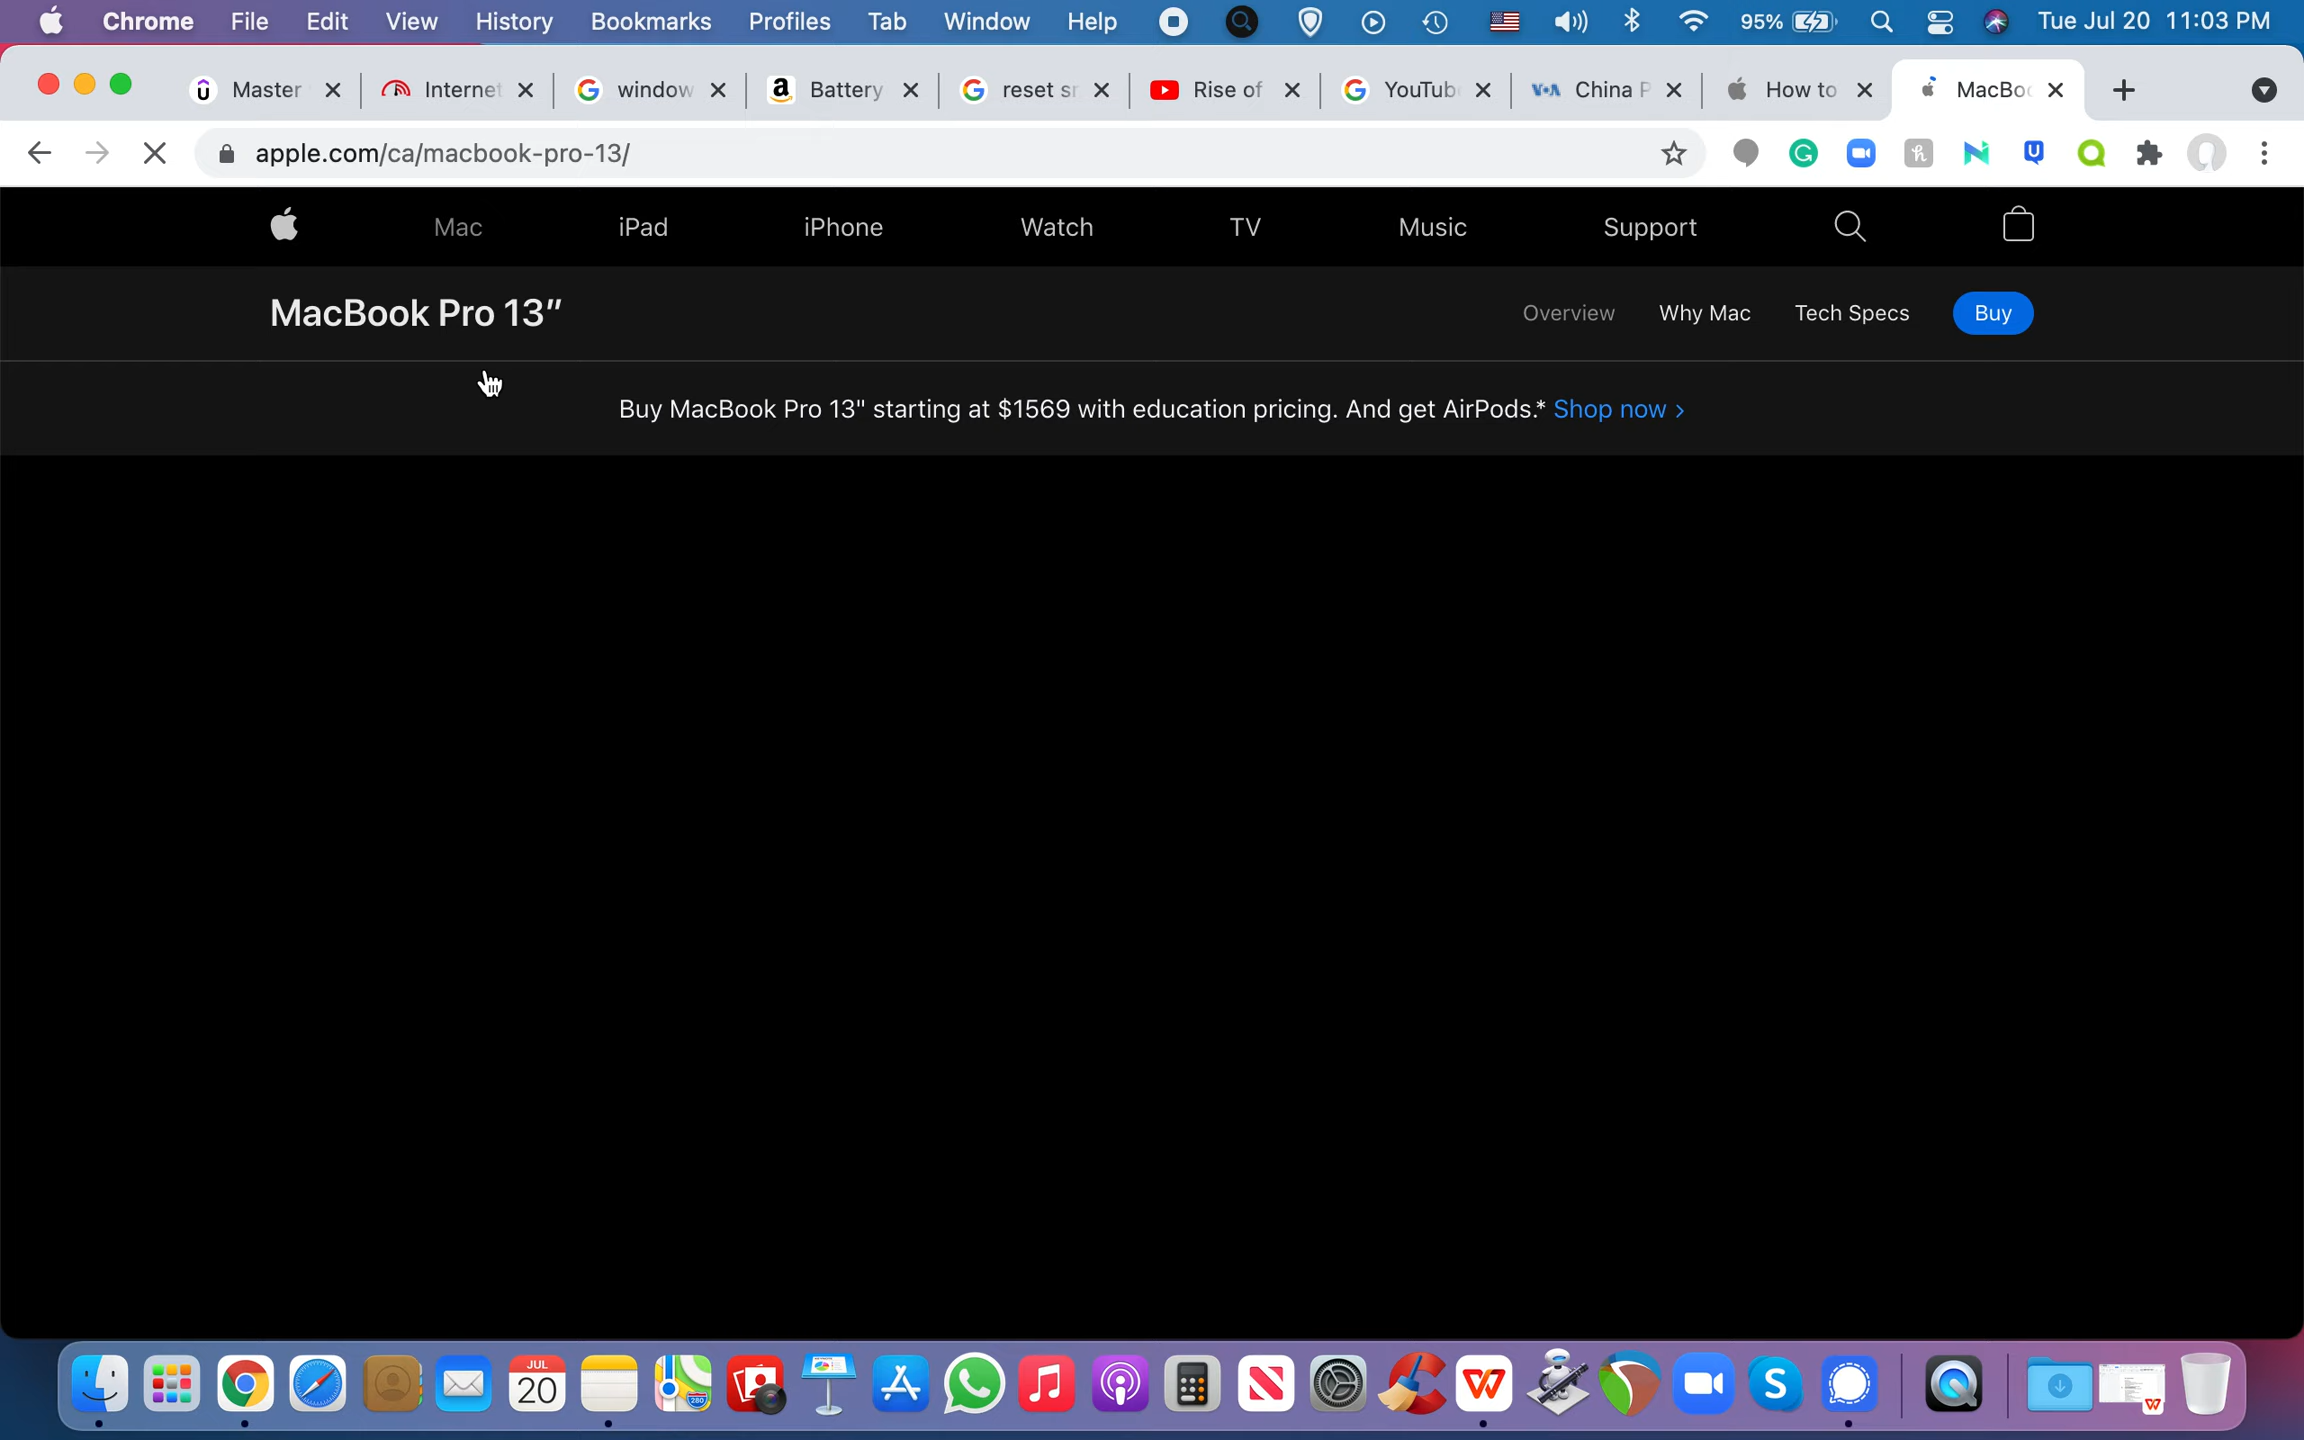 Chrome File Edit View History Bookmarks Profiles Tab Window Help 95% Tue Jul 20 11:03 PM
Master Internet window Battery reset sr Rise of YouTub China P How to MacBoo
apple.com/ca/macbook-pro-13/
Mac iPad iPhone Watch TV Music Support
MacBook Pro 13″ Overview Why Mac Tech Specs Buy
Buy MacBook Pro 13" starting at $1569 with education pricing. And get AirPods.* Shop now >
JUL
20